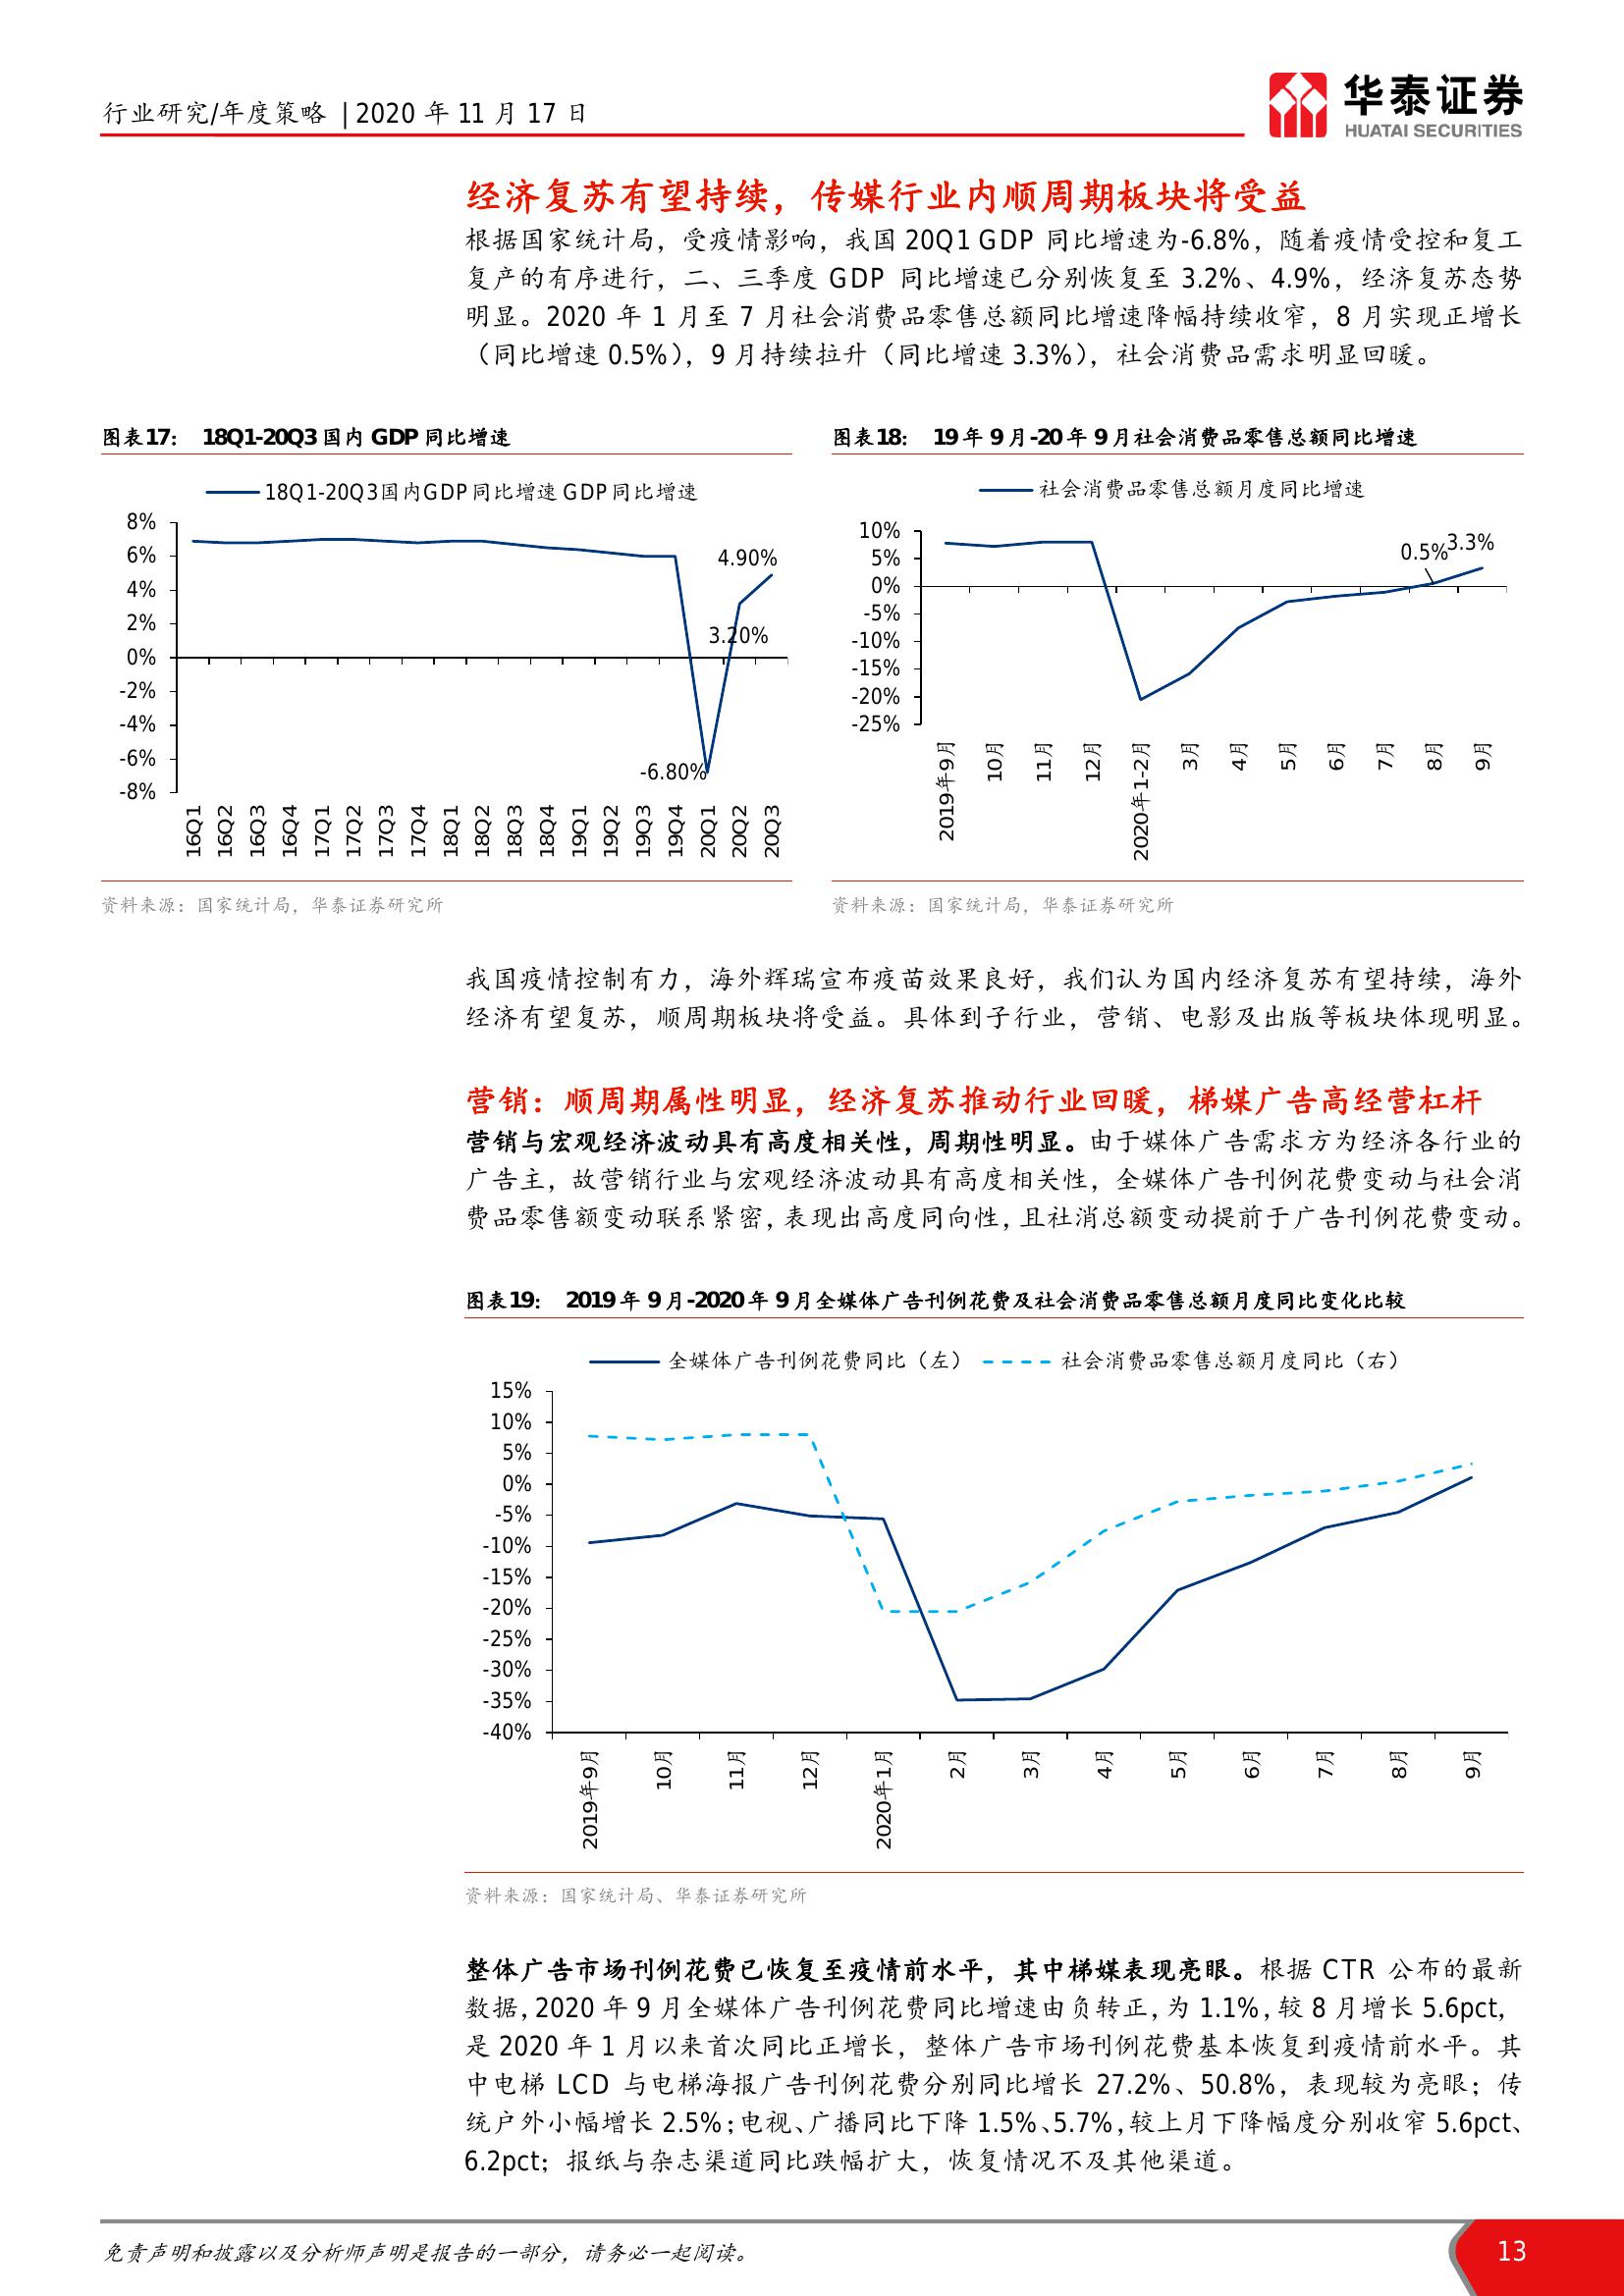 行业研究/年度策略 | 2020 年 11 月 17 日
华泰证券
HUATAI SECURITIES
经济复苏有望持续，传媒行业内顺周期板块将受益
根据国家统计局，受疫情影响，我国 20Q1 GDP 同比增速为-6.8%，随着疫情受控和复工
复产的有序进行，二、三季度 GDP 同比增速已分别恢复至 3.2%、4.9%，经济复苏态势
明显。2020 年 1 月至 7 月社会消费品零售总额同比增速降幅持续收窄，8 月实现正增长
（同比增速 0.5%），9 月持续拉升（同比增速 3.3%），社会消费品需求明显回暖。
图表17： 18Q1-20Q3 国内 GDP 同比增速
18Q1-20Q3国内GDP同比增速 GDP同比增速
8%
6%
4%
2%
0%
-2%
-4%
-6%
-8%
4.90%
3.20%
-6.80%
16Q1
16Q2
16Q3
16Q4
17Q1
17Q2
17Q3
17Q4
18Q1
18Q2
18Q3
18Q4
19Q1
19Q2
19Q3
19Q4
20Q1
20Q2
20Q3
资料来源：国家统计局，华泰证券研究所
图表18： 19 年 9 月-20 年 9 月社会消费品零售总额同比增速
社会消费品零售总额月度同比增速
10%
5%
0%
-5%
-10%
-15%
-20%
-25%
0.5%
3.3%
2019年9月
10月
11月
12月
2020年1-2月
3月
4月
5月
6月
7月
8月
9月
资料来源：国家统计局，华泰证券研究所
我国疫情控制有力，海外辉瑞宣布疫苗效果良好，我们认为国内经济复苏有望持续，海外
经济有望复苏，顺周期板块将受益。具体到子行业，营销、电影及出版等板块体现明显。
营销：顺周期属性明显，经济复苏推动行业回暖，梯媒广告高经营杠杆
营销与宏观经济波动具有高度相关性，周期性明显。由于媒体广告需求方为经济各行业的
广告主，故营销行业与宏观经济波动具有高度相关性，全媒体广告刊例花费变动与社会消
费品零售额变动联系紧密，表现出高度同向性，且社消总额变动提前于广告刊例花费变动。
图表19： 2019 年 9 月-2020 年 9 月全媒体广告刊例花费及社会消费品零售总额月度同比变化比较
全媒体广告刊例花费同比（左）
社会消费品零售总额月度同比（右）
15%
10%
5%
0%
-5%
-10%
-15%
-20%
-25%
-30%
-35%
-40%
2019年9月
10月
11月
12月
2020年1月
2月
3月
4月
5月
6月
7月
8月
9月
资料来源：国家统计局、华泰证券研究所
整体广告市场刊例花费已恢复至疫情前水平，其中梯媒表现亮眼。根据 CTR 公布的最新
数据，2020 年 9 月全媒体广告刊例花费同比增速由负转正，为 1.1%，较 8 月增长 5.6pct，
是 2020 年 1 月以来首次同比正增长，整体广告市场刊例花费基本恢复到疫情前水平。其
中电梯 LCD 与电梯海报广告刊例花费分别同比增长 27.2%、50.8%，表现较为亮眼；传
统户外小幅增长 2.5%；电视、广播同比下降 1.5%、5.7%，较上月下降幅度分别收窄 5.6pct、
6.2pct；报纸与杂志渠道同比跌幅扩大，恢复情况不及其他渠道。
免责声明和披露以及分析师声明是报告的一部分，请务必一起阅读。
13